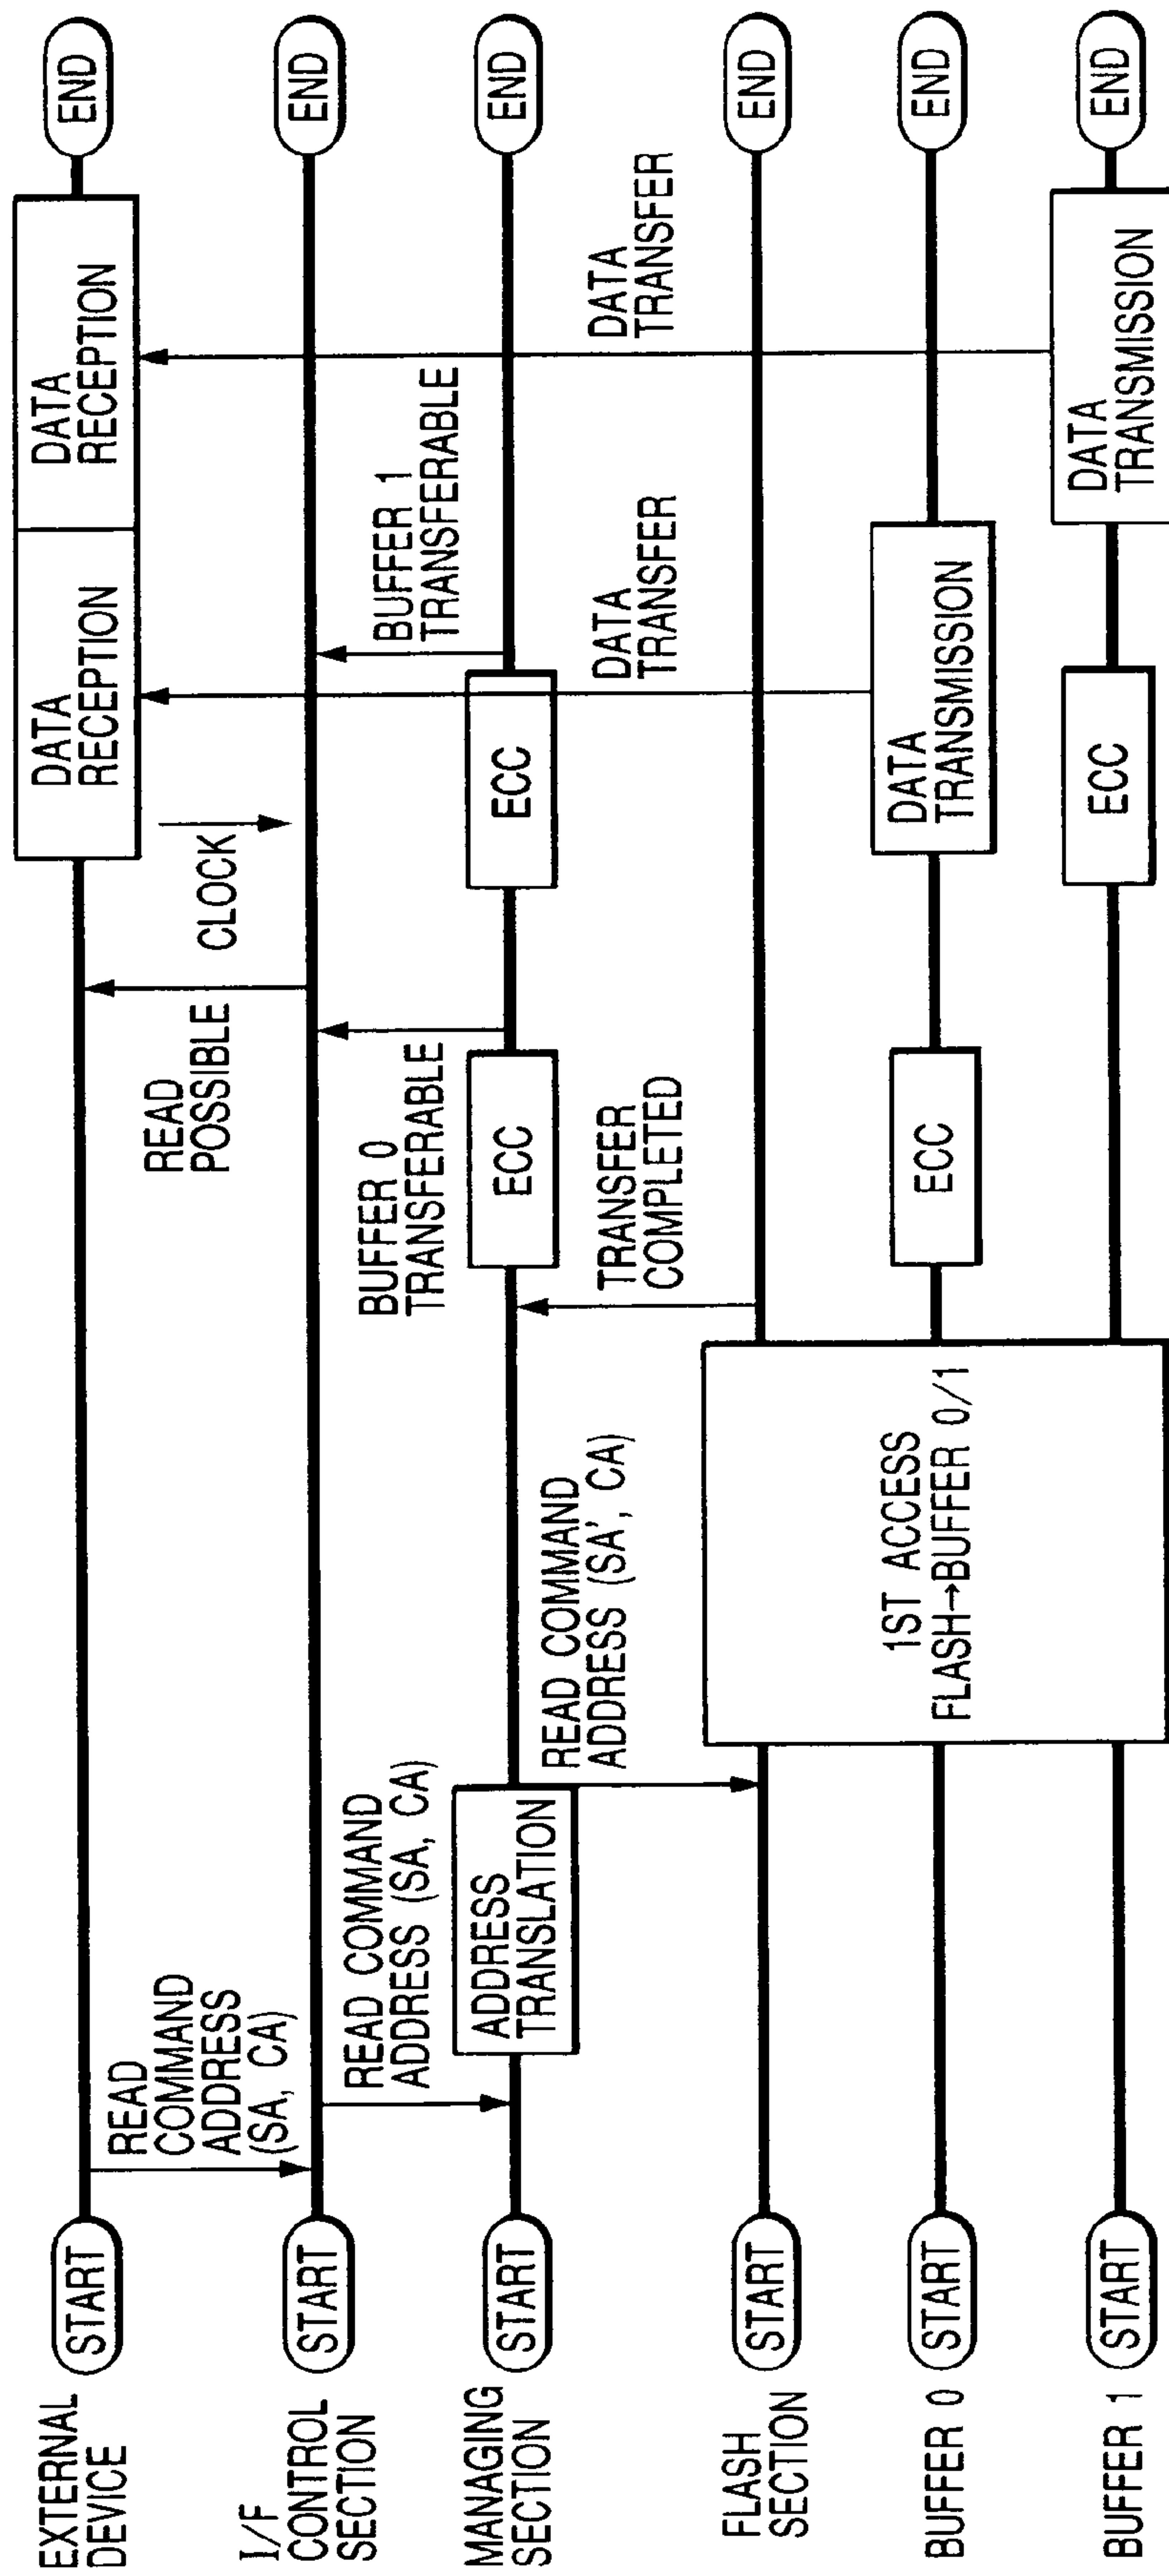 EXTERNAL
DEVICE
START
READ
COMMAND
ADDRESS
(SA, CA)
READ
POSSIBLE
CLOCK
DATA
RECEPTION
DATA
RECEPTION
END
I/F
CONTROL
SECTION
START
READ COMMAND
ADDRESS (SA, CA)
BUFFER 0
TRANSFERABLE
BUFFER 1
TRANSFERABLE
END
MANAGING
SECTION
START
ADDRESS
TRANSLATION
READ COMMAND
ADDRESS (SA', CA)
ECC
ECC
END
TRANSFER
COMPLETED
DATA
TRANSFER
DATA
TRANSFER
FLASH
SECTION
START
1ST ACCESS
FLASH→BUFFER 0/1
END
BUFFER 0
START
ECC
DATA
TRANSMISSION
END
BUFFER 1
START
ECC
DATA
TRANSMISSION
END